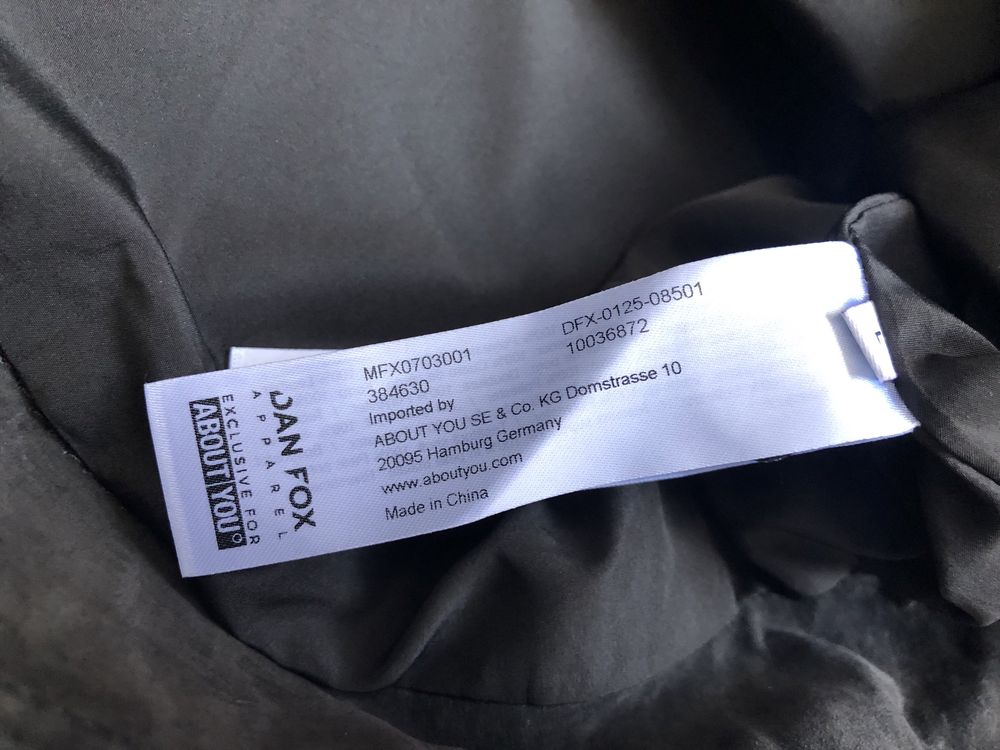 DAN FOX
APPAREL
EXCLUSIVE FOR
ABOUT YOU
MFX0703001 DFX-0125-08501
384630 10036872
Imported by
ABOUT YOU SE & Co. KG Domstrasse 10
20095 Hamburg Germany
www.aboutyou.com
Made in China